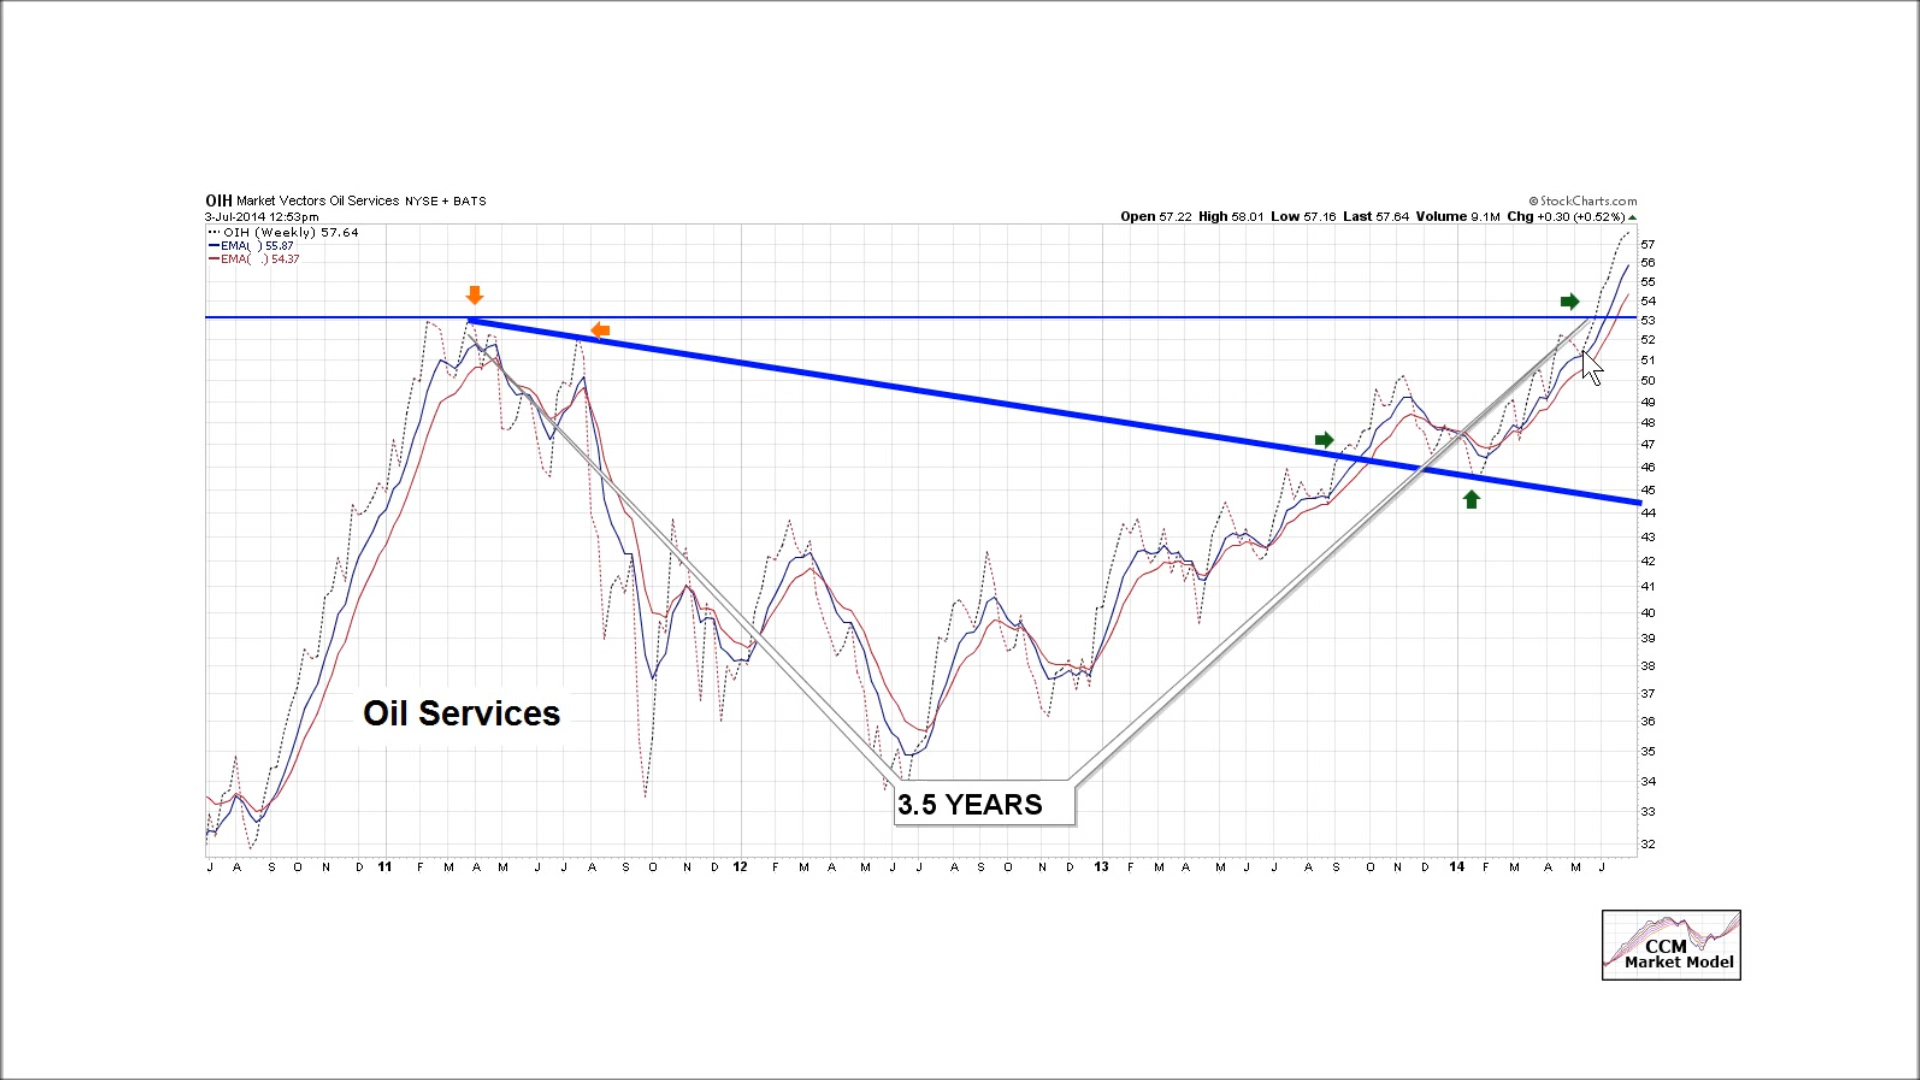 OIH Market Vectors Oil Services NYSE + BATS
© StockCharts.com
3-Jul-2014 12:53pm
Open 57.22 High 58.01 Low 57.16 Last 57.64 Volume 9.1M Chg +0.30 (+0.52%)
OIH (Weekly) 57.64
EMA( ) 55.87
EMA( .) 54.37
57
56
55
54
53
52
51
50
49
48
47
46
45
44
43
42
41
40
39
38
37
36
35
34
33
32
Oil Services
3.5 YEARS
J A S O N D 11 F M A M J J A S O N D 12 F M A M J J A S O N D 13 F M A M J J A S O N D 14 F M A M J
CCM
Market Model